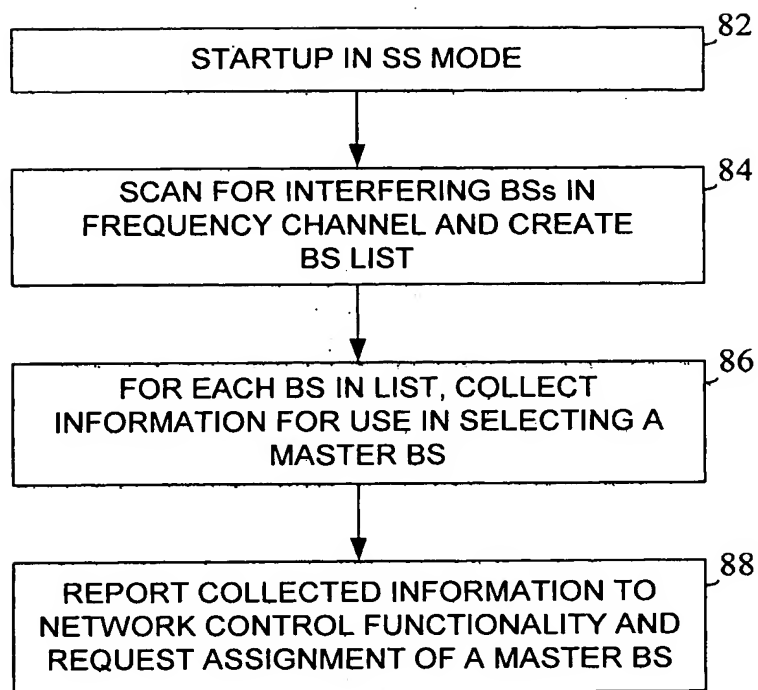 82
STARTUP IN SS MODE
84
SCAN FOR INTERFERING BSs IN
FREQUENCY CHANNEL AND CREATE
BS LIST
86
FOR EACH BS IN LIST, COLLECT
INFORMATION FOR USE IN SELECTING A
MASTER BS
88
REPORT COLLECTED INFORMATION TO
NETWORK CONTROL FUNCTIONALITY AND
REQUEST ASSIGNMENT OF A MASTER BS